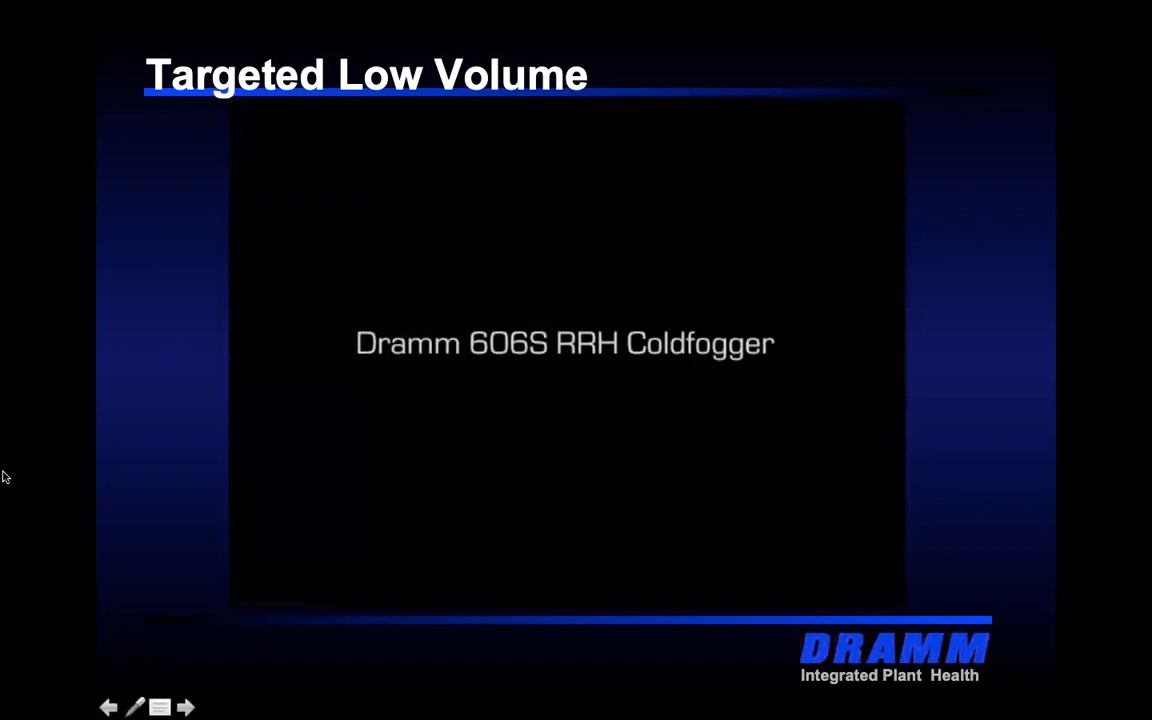 Targeted Low Volume
Dramm 606S RRH Coldfogger
DRAMM
Integrated Plant Health